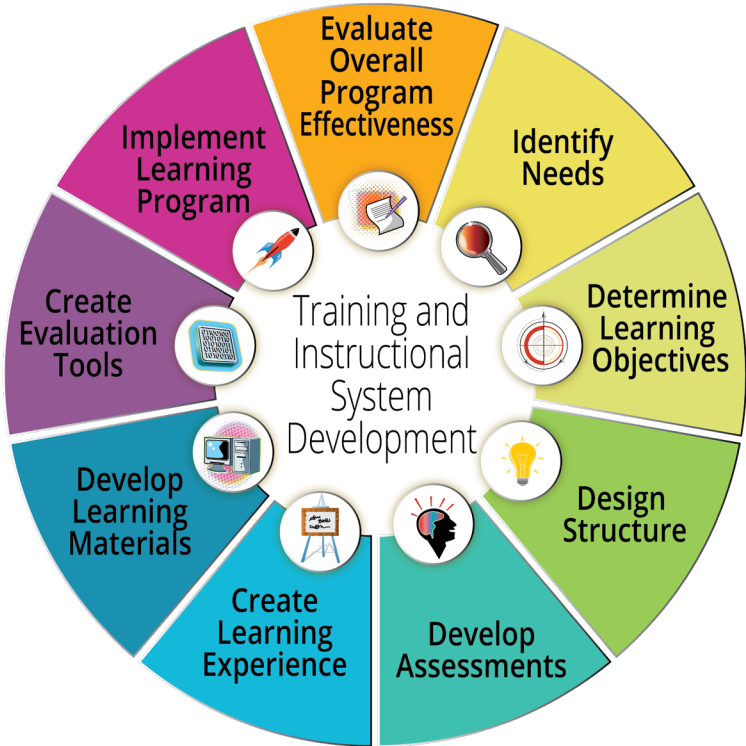 Evaluate
Overall
Program
Effectiveness
Identify
Needs
Determine
Learning
Objectives
Design
Structure
Develop
Assessments
Create
Learning
Experience
Develop
Learning
Materials
Create
Evaluation
Tools
Implement
Learning
Program
Training and
Instructional
System
Development